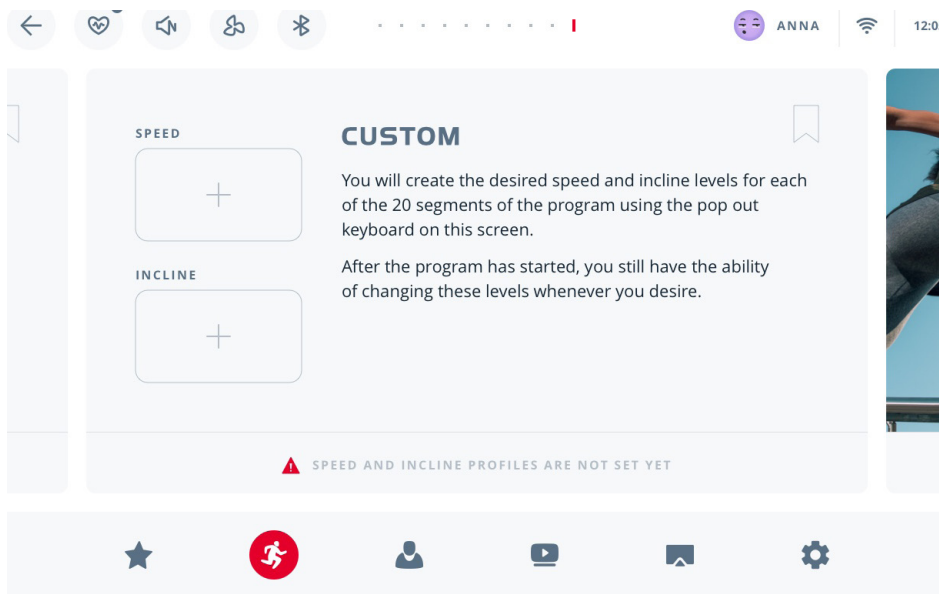 ANNA
12:0
SPEED
CUSTOM
You will create the desired speed and incline levels for each
of the 20 segments of the program using the pop out
keyboard on this screen.
INCLINE
After the program has started, you still have the ability
of changing these levels whenever you desire.
SPEED AND INCLINE PROFILES ARE NOT SET YET